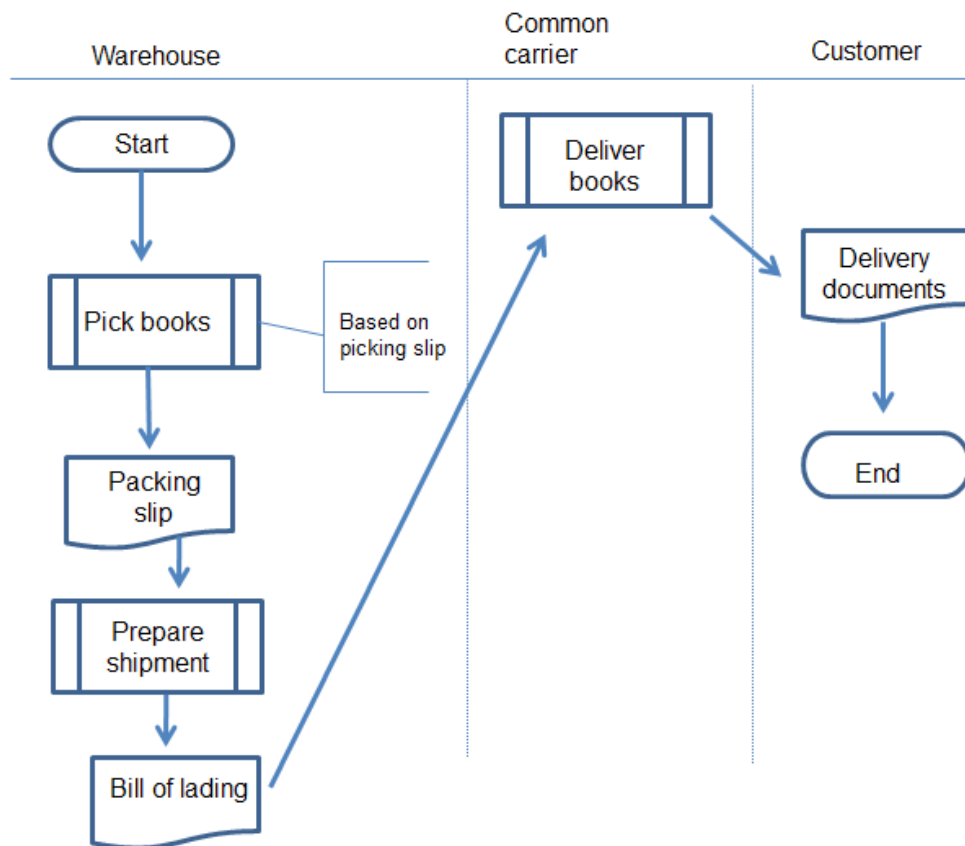 Warehouse
Common
carrier
Customer
Start
Pick books
Based on
picking slip
Packing
slip
Prepare
shipment
Bill of lading
Deliver
books
Delivery
documents
End